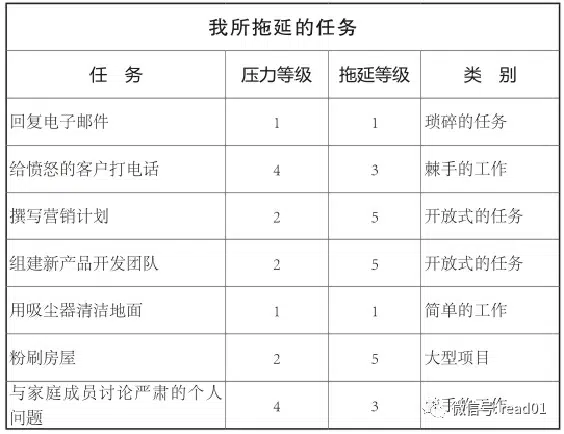 我所拖延的任务
任 务 压力等级 拖延等级 类 别
回复电子邮件 1 1 琐碎的任务
给愤怒的客户打电话 4 3 棘手的工作
撰写营销计划 2 5 开放式的任务
组建新产品开发团队 2 5 开放式的任务
用吸尘器清洁地面 1 1 简单的工作
粉刷房屋 2 5 大型项目
与家庭成员讨论严肃的个人
问题 4 3 手的工作
微信号: read01